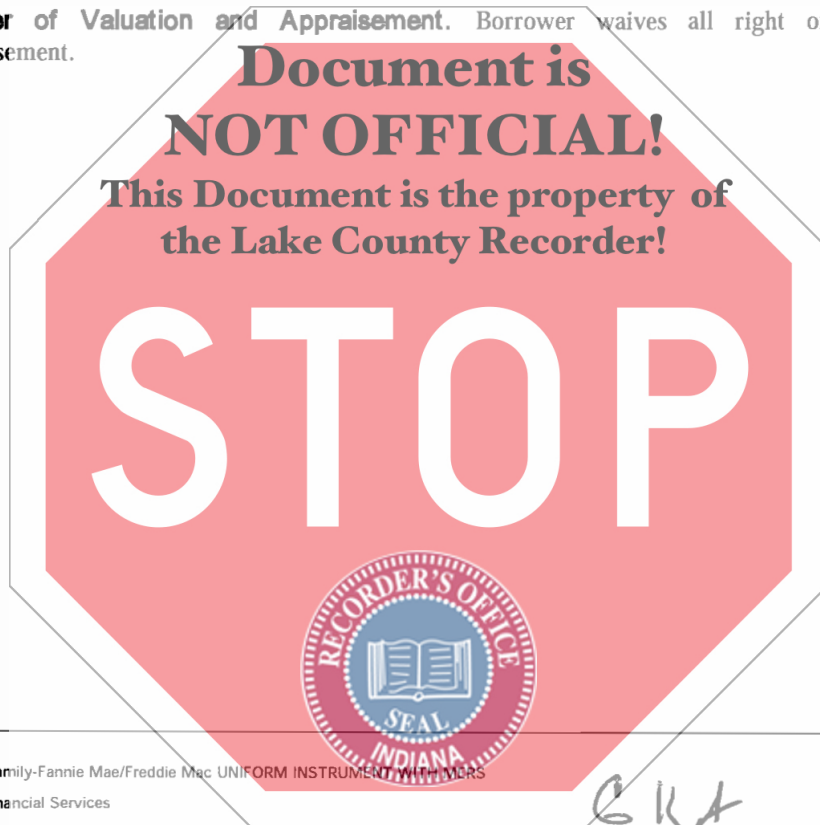 r of Valuation and Appraisement. Borrower waives all right o
sement.
Document is
NOT OFFICIAL!
This Document is the property of
the Lake County Recorder!
STOP
RECORDER'S OFFICE
SEAL
INDIANA
mily-Fannie Mae/Freddie Mac UNIFORM INSTRUMENT WITH MERS
nancial Services